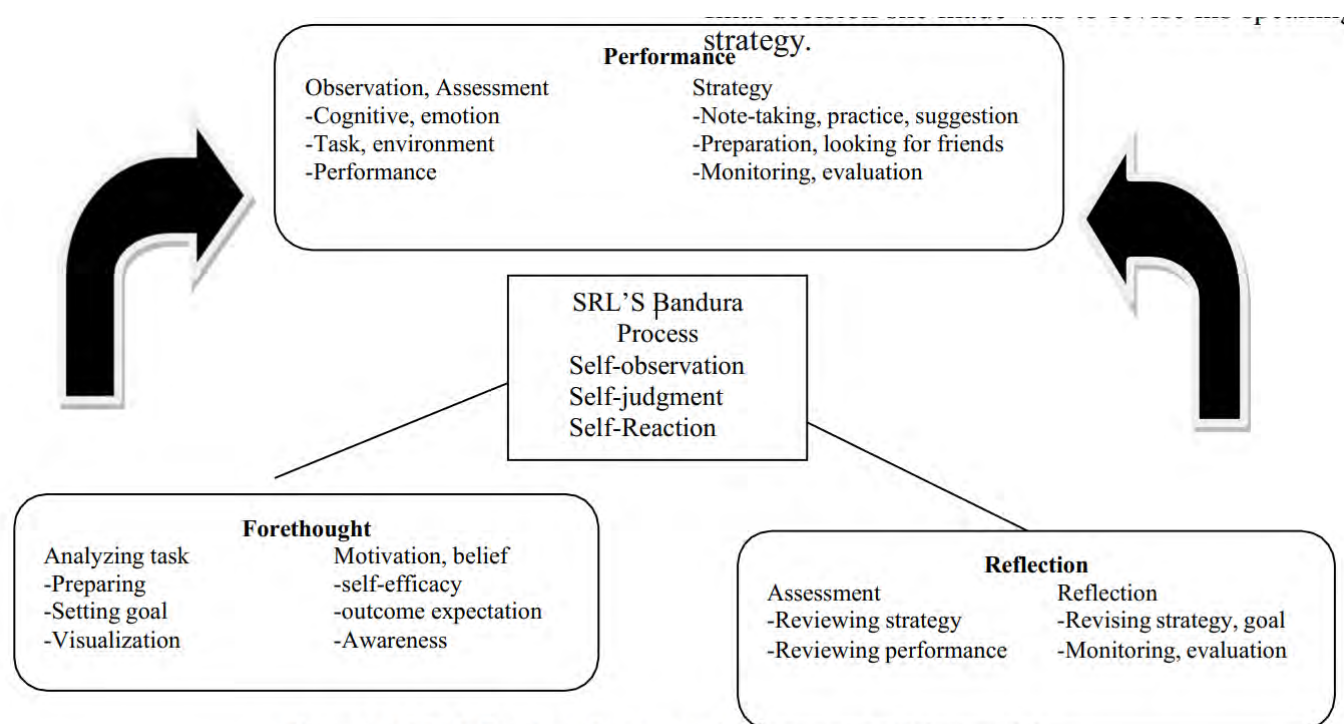 strategy.
Performance
Observation, Assessment
-Cognitive, emotion
-Task, environment
-Performance
Strategy
-Note-taking, practice, suggestion
-Preparation, looking for friends
-Monitoring, evaluation
SRL’S Bandura
Process
Self-observation
Self-judgment
Self-Reaction
Forethought
Analyzing task
-Preparing
-Setting goal
-Visualization
Motivation, belief
-self-efficacy
-outcome expectation
-Awareness
Reflection
Assessment
-Reviewing strategy
-Reviewing performance
Reflection
-Revising strategy, goal
-Monitoring, evaluation